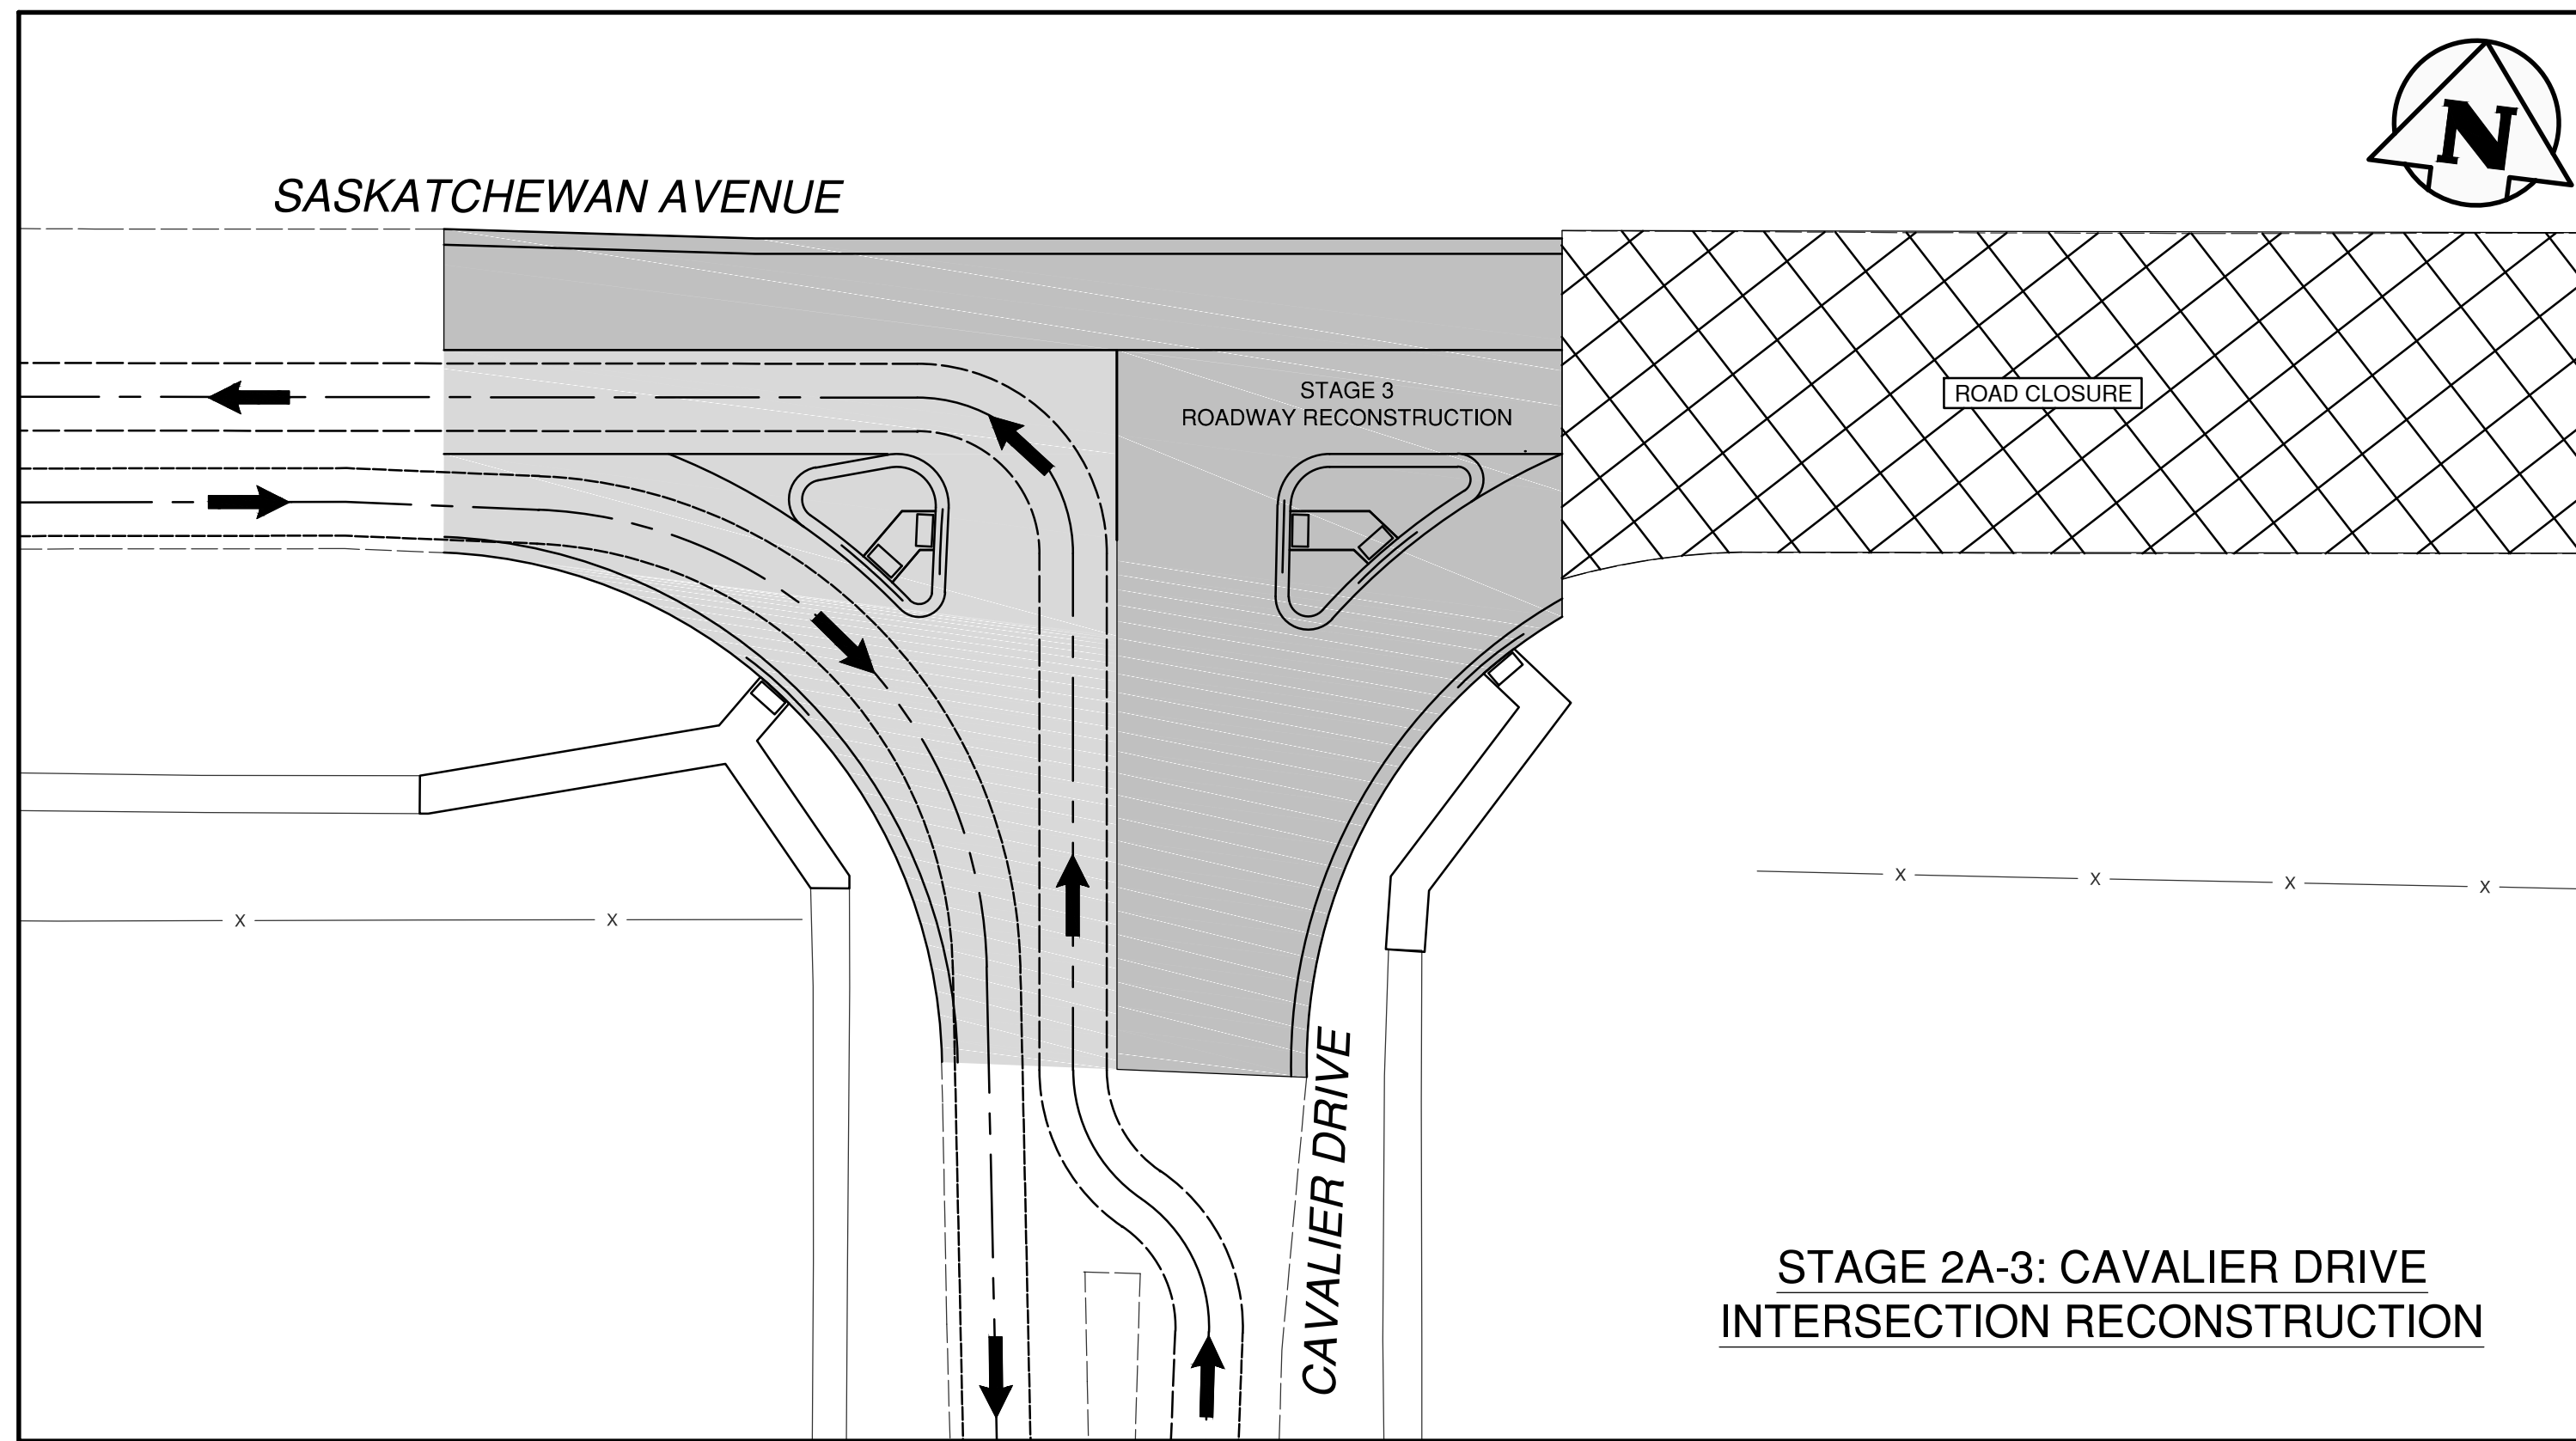 N
SASKATCHEWAN AVENUE
STAGE 3
ROADWAY RECONSTRUCTION
ROAD CLOSURE
X X X X
X X
CAVALIER DRIVE
STAGE 2A-3: CAVALIER DRIVE
INTERSECTION RECONSTRUCTION